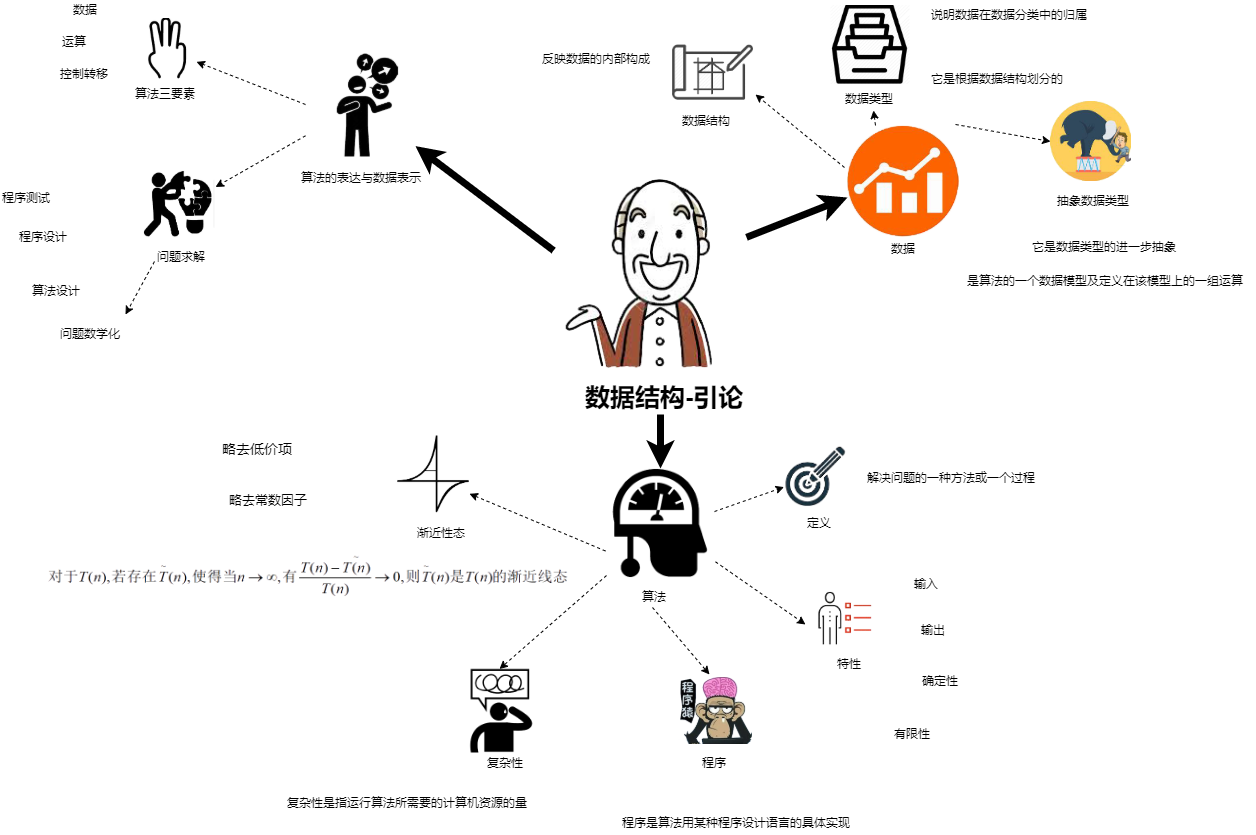 数据
运算
控制转移
算法三要素
算法的表达与数据表示
程序测试
程序设计
问题求解
算法设计
问题数学化
反映数据的内部构成
数据结构
说明数据在数据分类中的归属
它是根据数据结构划分的
数据类型
抽象数据类型
数据
它是数据类型的进一步抽象
是算法的一个数据模型及定义在该模型上的一组运算
数据结构-引论
略去低价项
略去常数因子
渐近性态
对于T(n),若存在T̃(n),使得当n→∞,有(T(n)−T̃(n))/T(n)→0,则T̃(n)是T(n)的渐近线态
算法
解决问题的一种方法或一个过程
定义
输入
输出
特性
确定性
有限性
复杂性
复杂性是指运行算法所需要的计算机资源的量
程序猿
程序
程序是算法用某种程序设计语言的具体实现